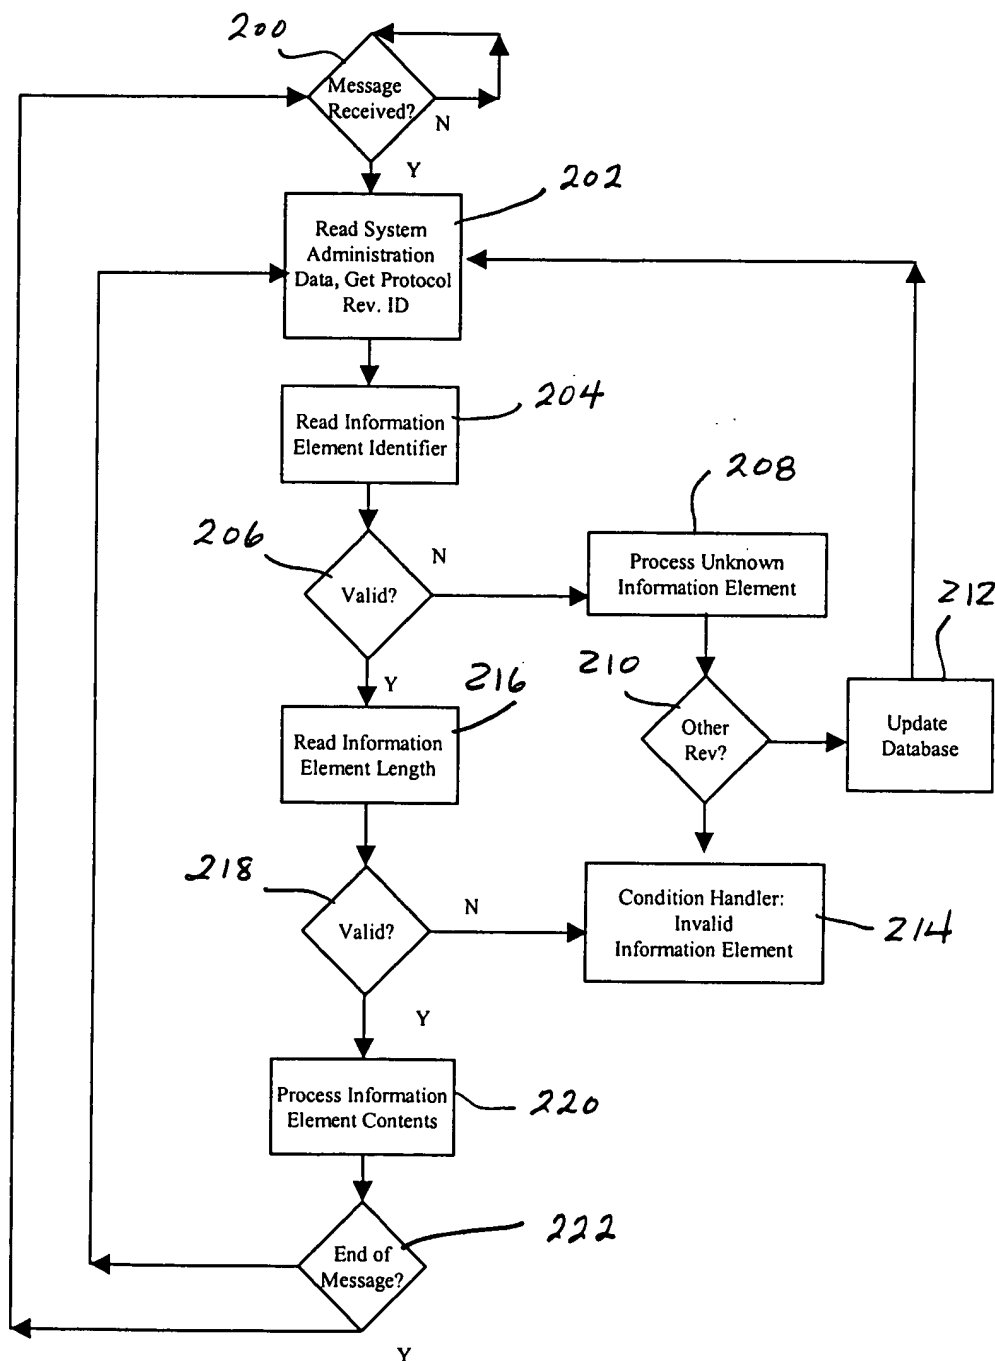 200
Message
Received?
N
Y
202
Read System
Administration
Data, Get Protocol
Rev. ID
204
Read Information
Element Identifier
206
Valid?
N
Y
208
Process Unknown
Information Element
210
Other
Rev?
212
Update
Database
216
Read Information
Element Length
218
Valid?
N
Y
Condition Handler:
Invalid
Information Element
214
Process Information
Element Contents
220
End of
Message?
222
Y